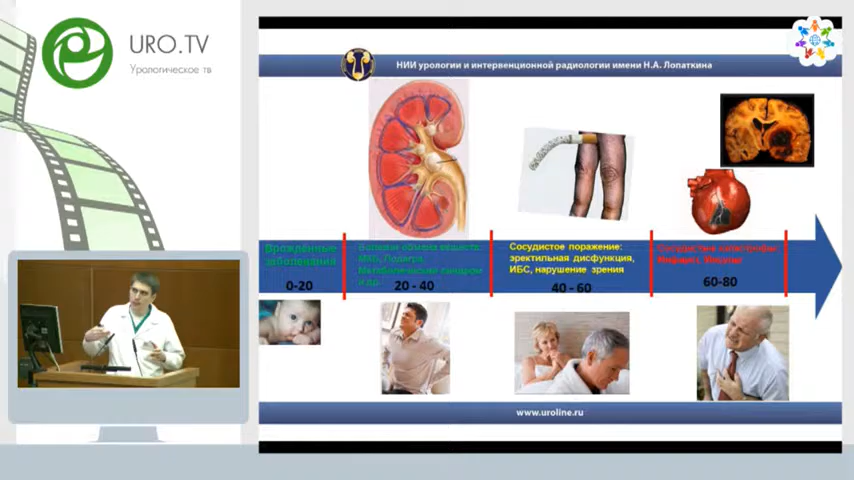 URO.TV
Урологическое тв
НИИ урологии и интервенционной радиологии имени Н.А. Лопаткина
Врождённые
заболевания
0-20
Болезни обмена веществ:
МКБ, Подагра,
Метаболический синдром
и др.
20 - 40
Сосудистое поражение:
эректильная дисфункция,
ИБС, нарушение зрения
40 - 60
Сосудистые катастрофы:
Инфаркт, Инсульт
60-80
www.uroline.ru